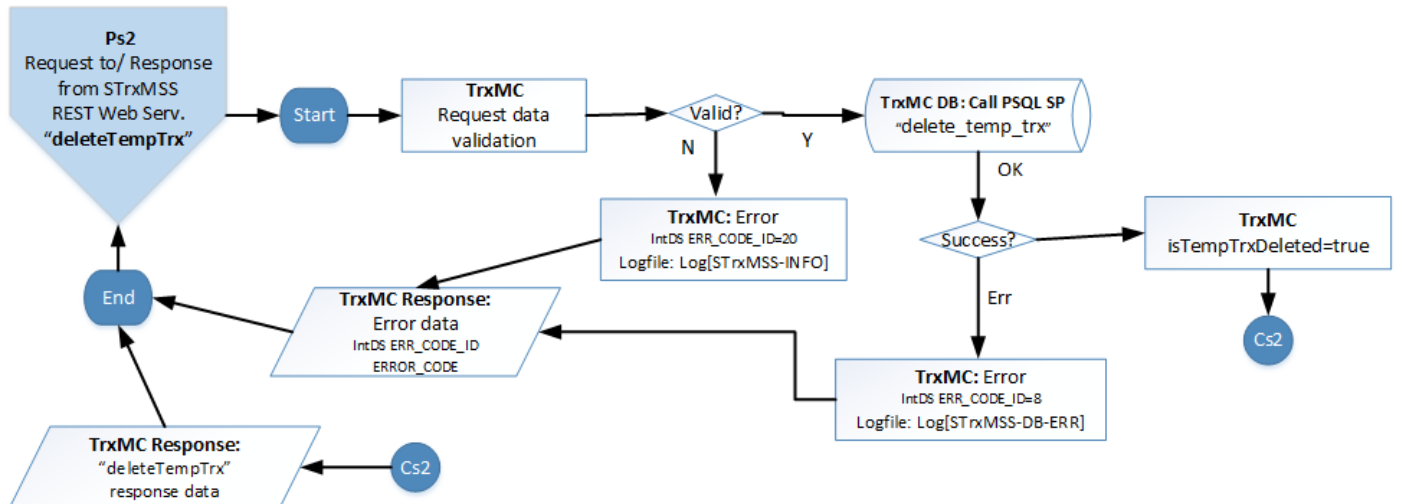 Ps2
Request to/ Response
from STrxMSS
REST Web Serv.
“deleteTempTrx”
Start
TrxMC
Request data
validation
Valid?
N
Y
TrxMC DB: Call PSQL SP
“delete_temp_trx”
OK
TrxMC: Error
IntDS ERR_CODE_ID=20
Logfile: Log[STrxMSS-INFO]
Success?
TrxMC
isTempTrxDeleted=true
Err
Cs2
End
TrxMC Response:
Error data
IntDS ERR_CODE_ID
ERROR_CODE
TrxMC: Error
IntDS ERR_CODE_ID=8
Logfile: Log[STrxMSS-DB-ERR]
TrxMC Response:
“deleteTempTrx”
response data
Cs2